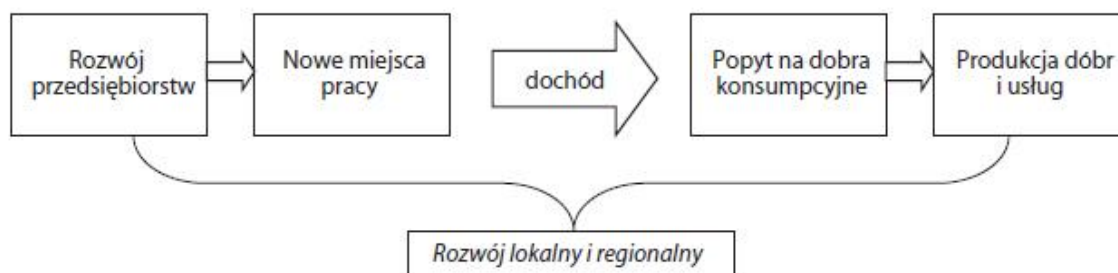 Rozwój
przedsiębiorstw
Nowe miejsca
pracy
dochód
Popyt na dobra
konsumpcyjne
Produkcja dóbr
i usług
Rozwój lokalny i regionalny